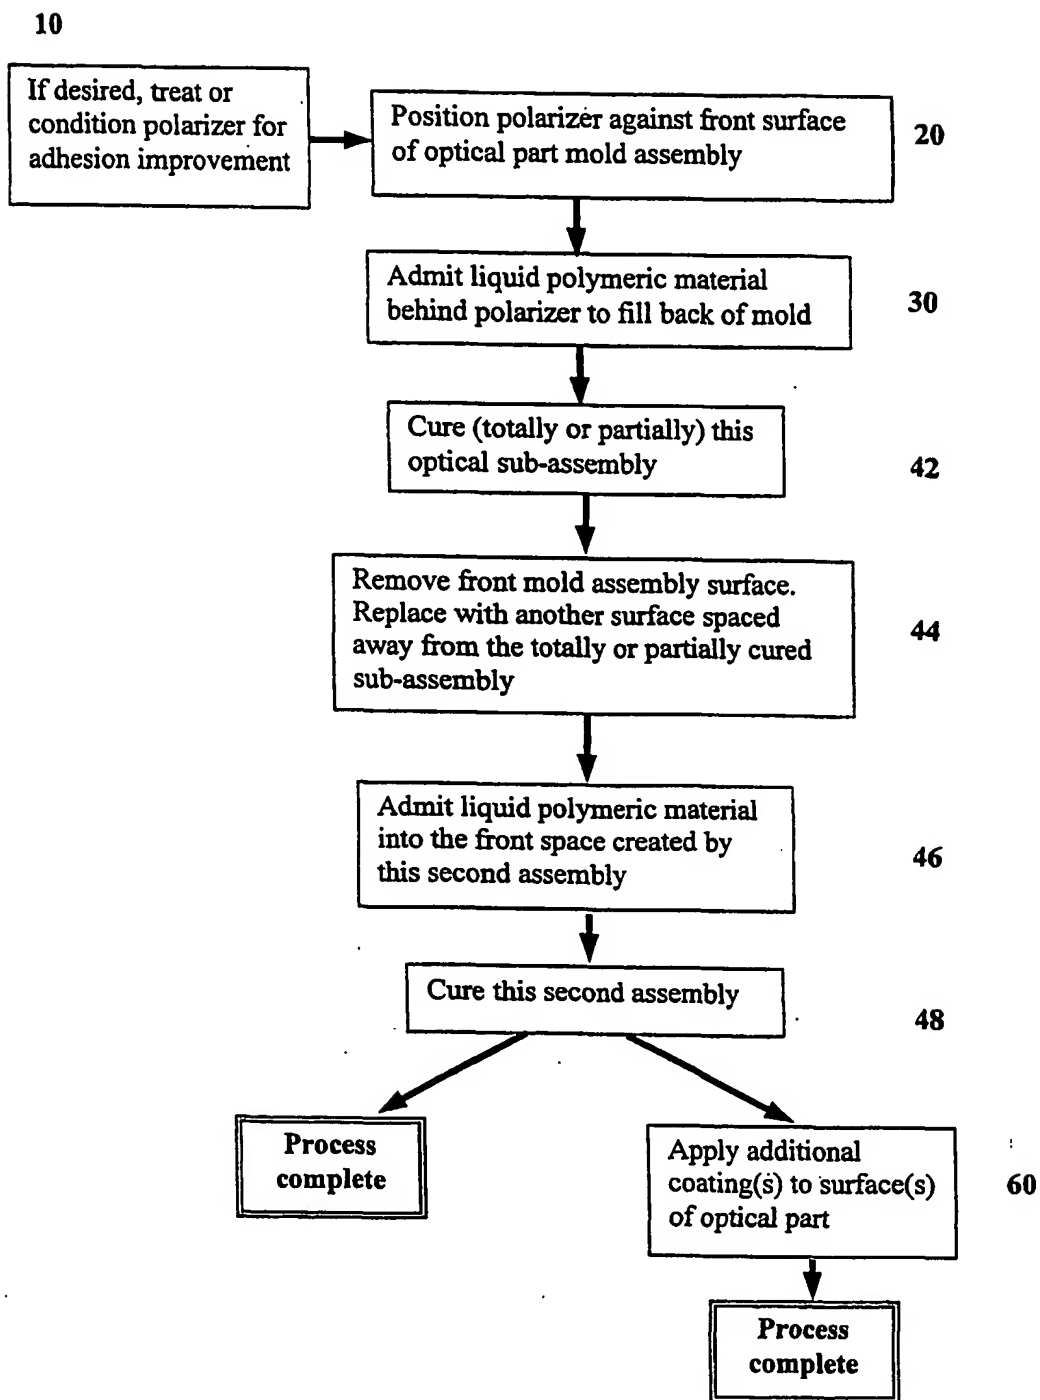 10
If desired, treat or
condition polarizer for
adhesion improvement
Position polarizer against front surface
of optical part mold assembly
20
Admit liquid polymeric material
behind polarizer to fill back of mold
30
Cure (totally or partially) this
optical sub-assembly
42
Remove front mold assembly surface.
Replace with another surface spaced
away from the totally or partially cured
sub-assembly
44
Admit liquid polymeric material
into the front space created by
this second assembly
46
Cure this second assembly
48
Process
complete
Apply additional
coating(s) to surface(s)
of optical part
60
Process
complete